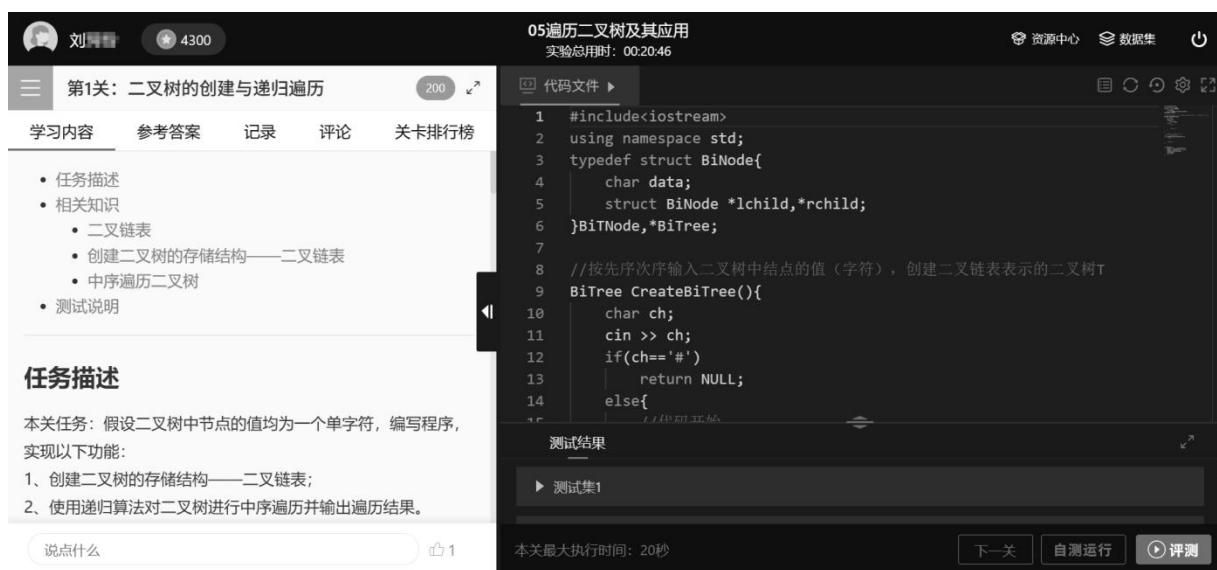 刘
4300
05遍历二叉树及其应用
实验总用时：00:20:46
资源中心
数据集
第1关：二叉树的创建与递归遍历
200
代码文件
学习内容 参考答案 记录 评论 关卡排行榜
任务描述
相关知识
二叉链表
创建二叉树的存储结构——二叉链表
中序遍历二叉树
测试说明
任务描述
本关任务：假设二叉树中节点的值均为一个单字符，编写程序，
实现以下功能：
1、创建二叉树的存储结构——二叉链表；
2、使用递归算法对二叉树进行中序遍历并输出遍历结果。
说点什么
1
1 #include<iostream>
2 using namespace std;
3 typedef struct BiNode{
4 char data;
5 struct BiNode *lchild,*rchild;
6 }BiTNode,*BiTree;
7
8 //按先序次序输入二叉树中结点的值（字符），创建二叉链表表示的二叉树T
9 BiTree CreateBiTree(){
10 char ch;
11 cin >> ch;
12 if(ch=='#')
13 return NULL;
14 else{
15 //代码开始
测试结果
测试集1
本关最大执行时间：20秒
下一关
自测运行
评测